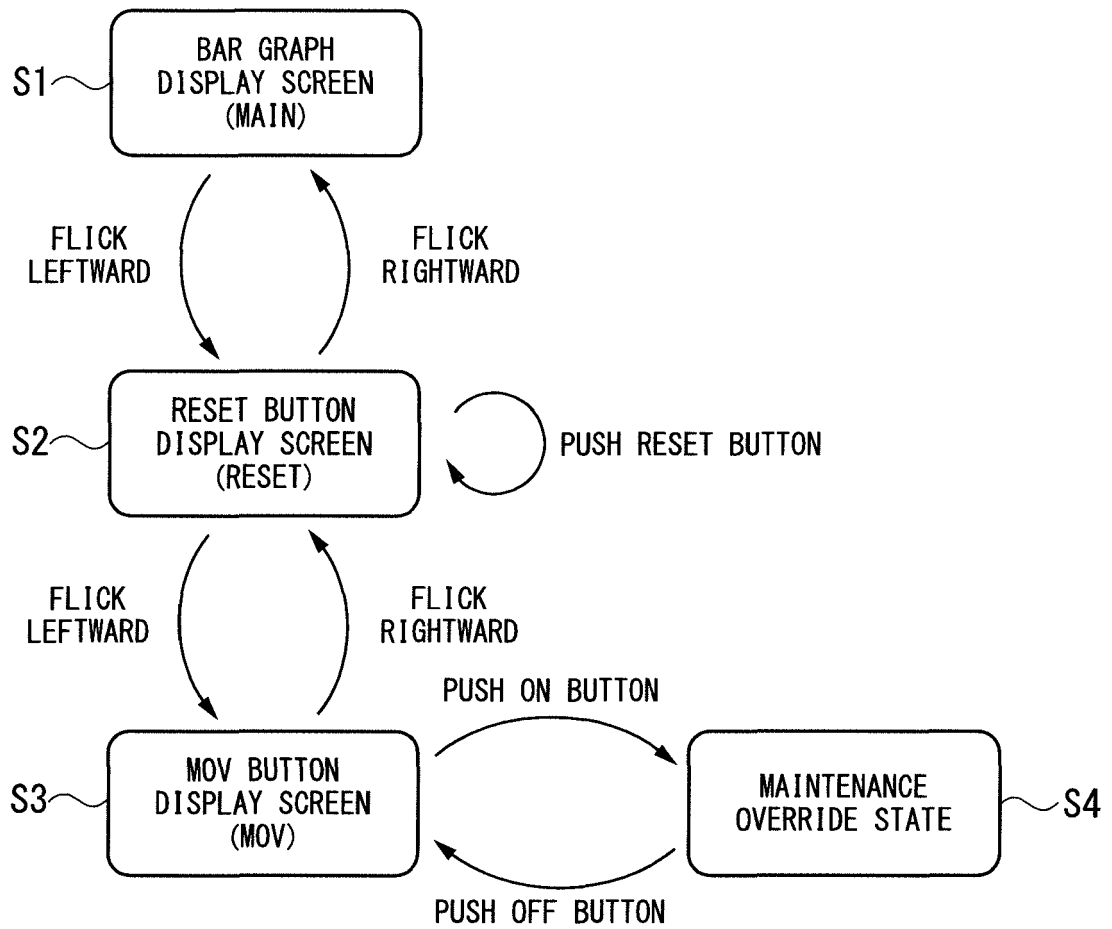 S1
BAR GRAPH
DISPLAY SCREEN
(MAIN)
FLICK
LEFTWARD
FLICK
RIGHTWARD
S2
RESET BUTTON
DISPLAY SCREEN
(RESET)
PUSH RESET BUTTON
FLICK
LEFTWARD
FLICK
RIGHTWARD
PUSH ON BUTTON
S3
MOV BUTTON
DISPLAY SCREEN
(MOV)
MAINTENANCE
OVERRIDE STATE
S4
PUSH OFF BUTTON